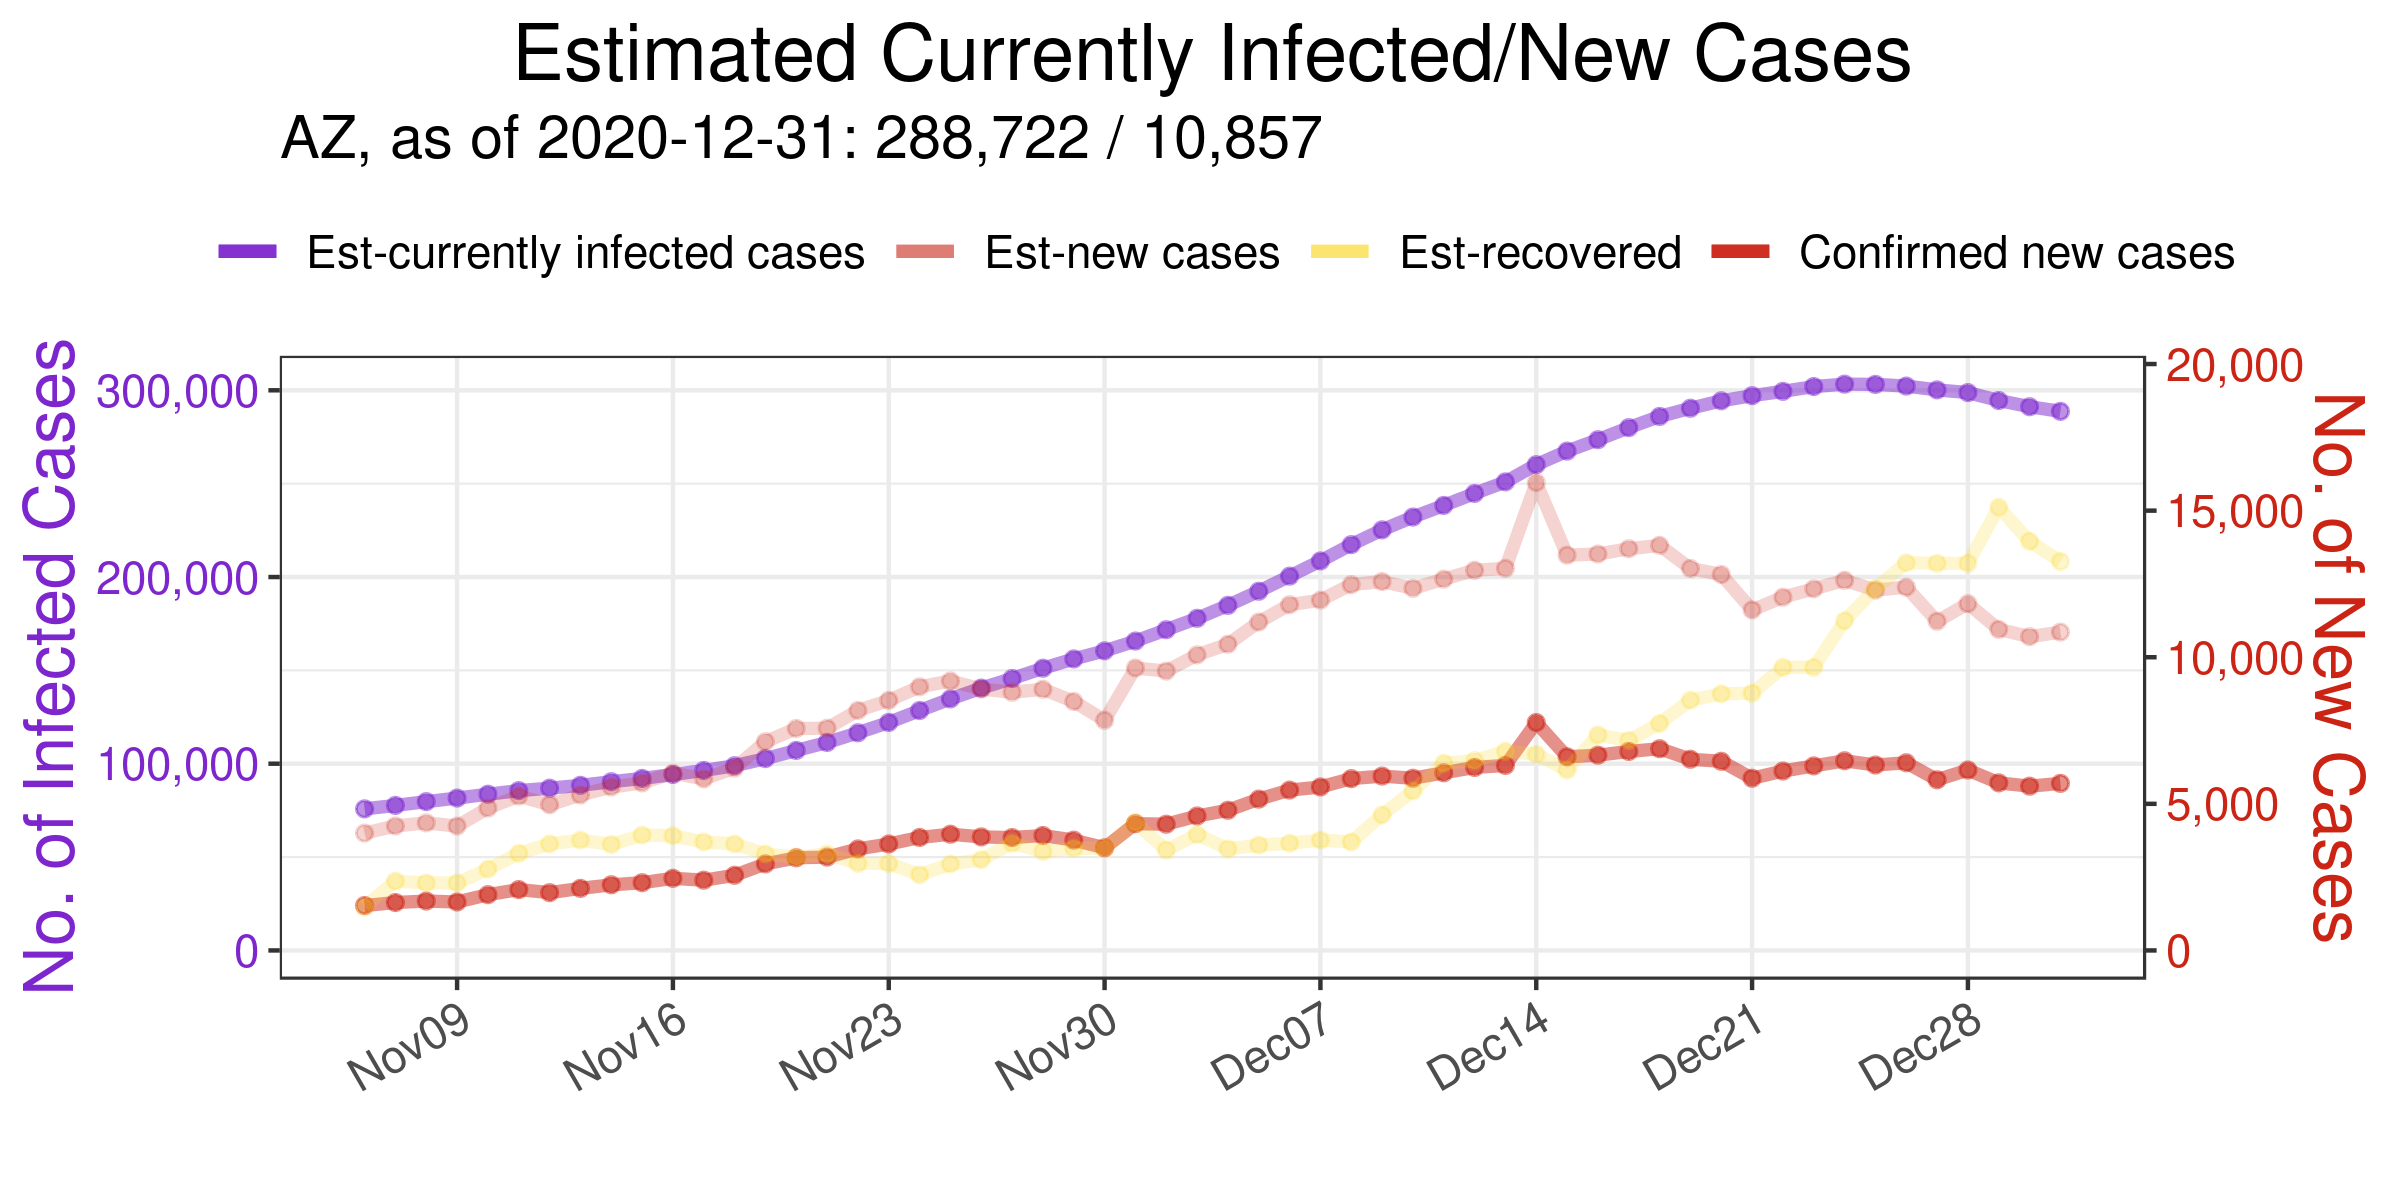 Estimated Currently Infected/New Cases
AZ, as of 2020-12-31: 288,722 / 10,857
Est-currently infected cases
Est-new cases
Est-recovered
Confirmed new cases
No. of Infected Cases
300,000
200,000
100,000
0
20,000
15,000
10,000
5,000
0
No. of New Cases
Nov09
Nov16
Nov23
Nov30
Dec07
Dec14
Dec21
Dec28